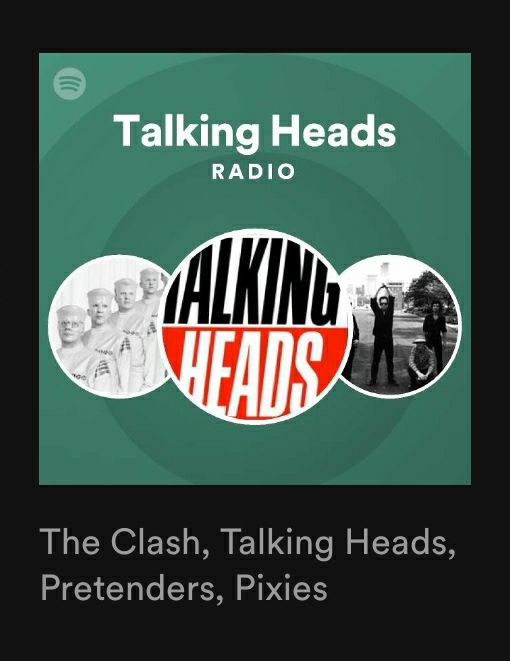 Talking Heads
RADIO
TALKING
HEADS
The Clash, Talking Heads,
Pretenders, Pixies